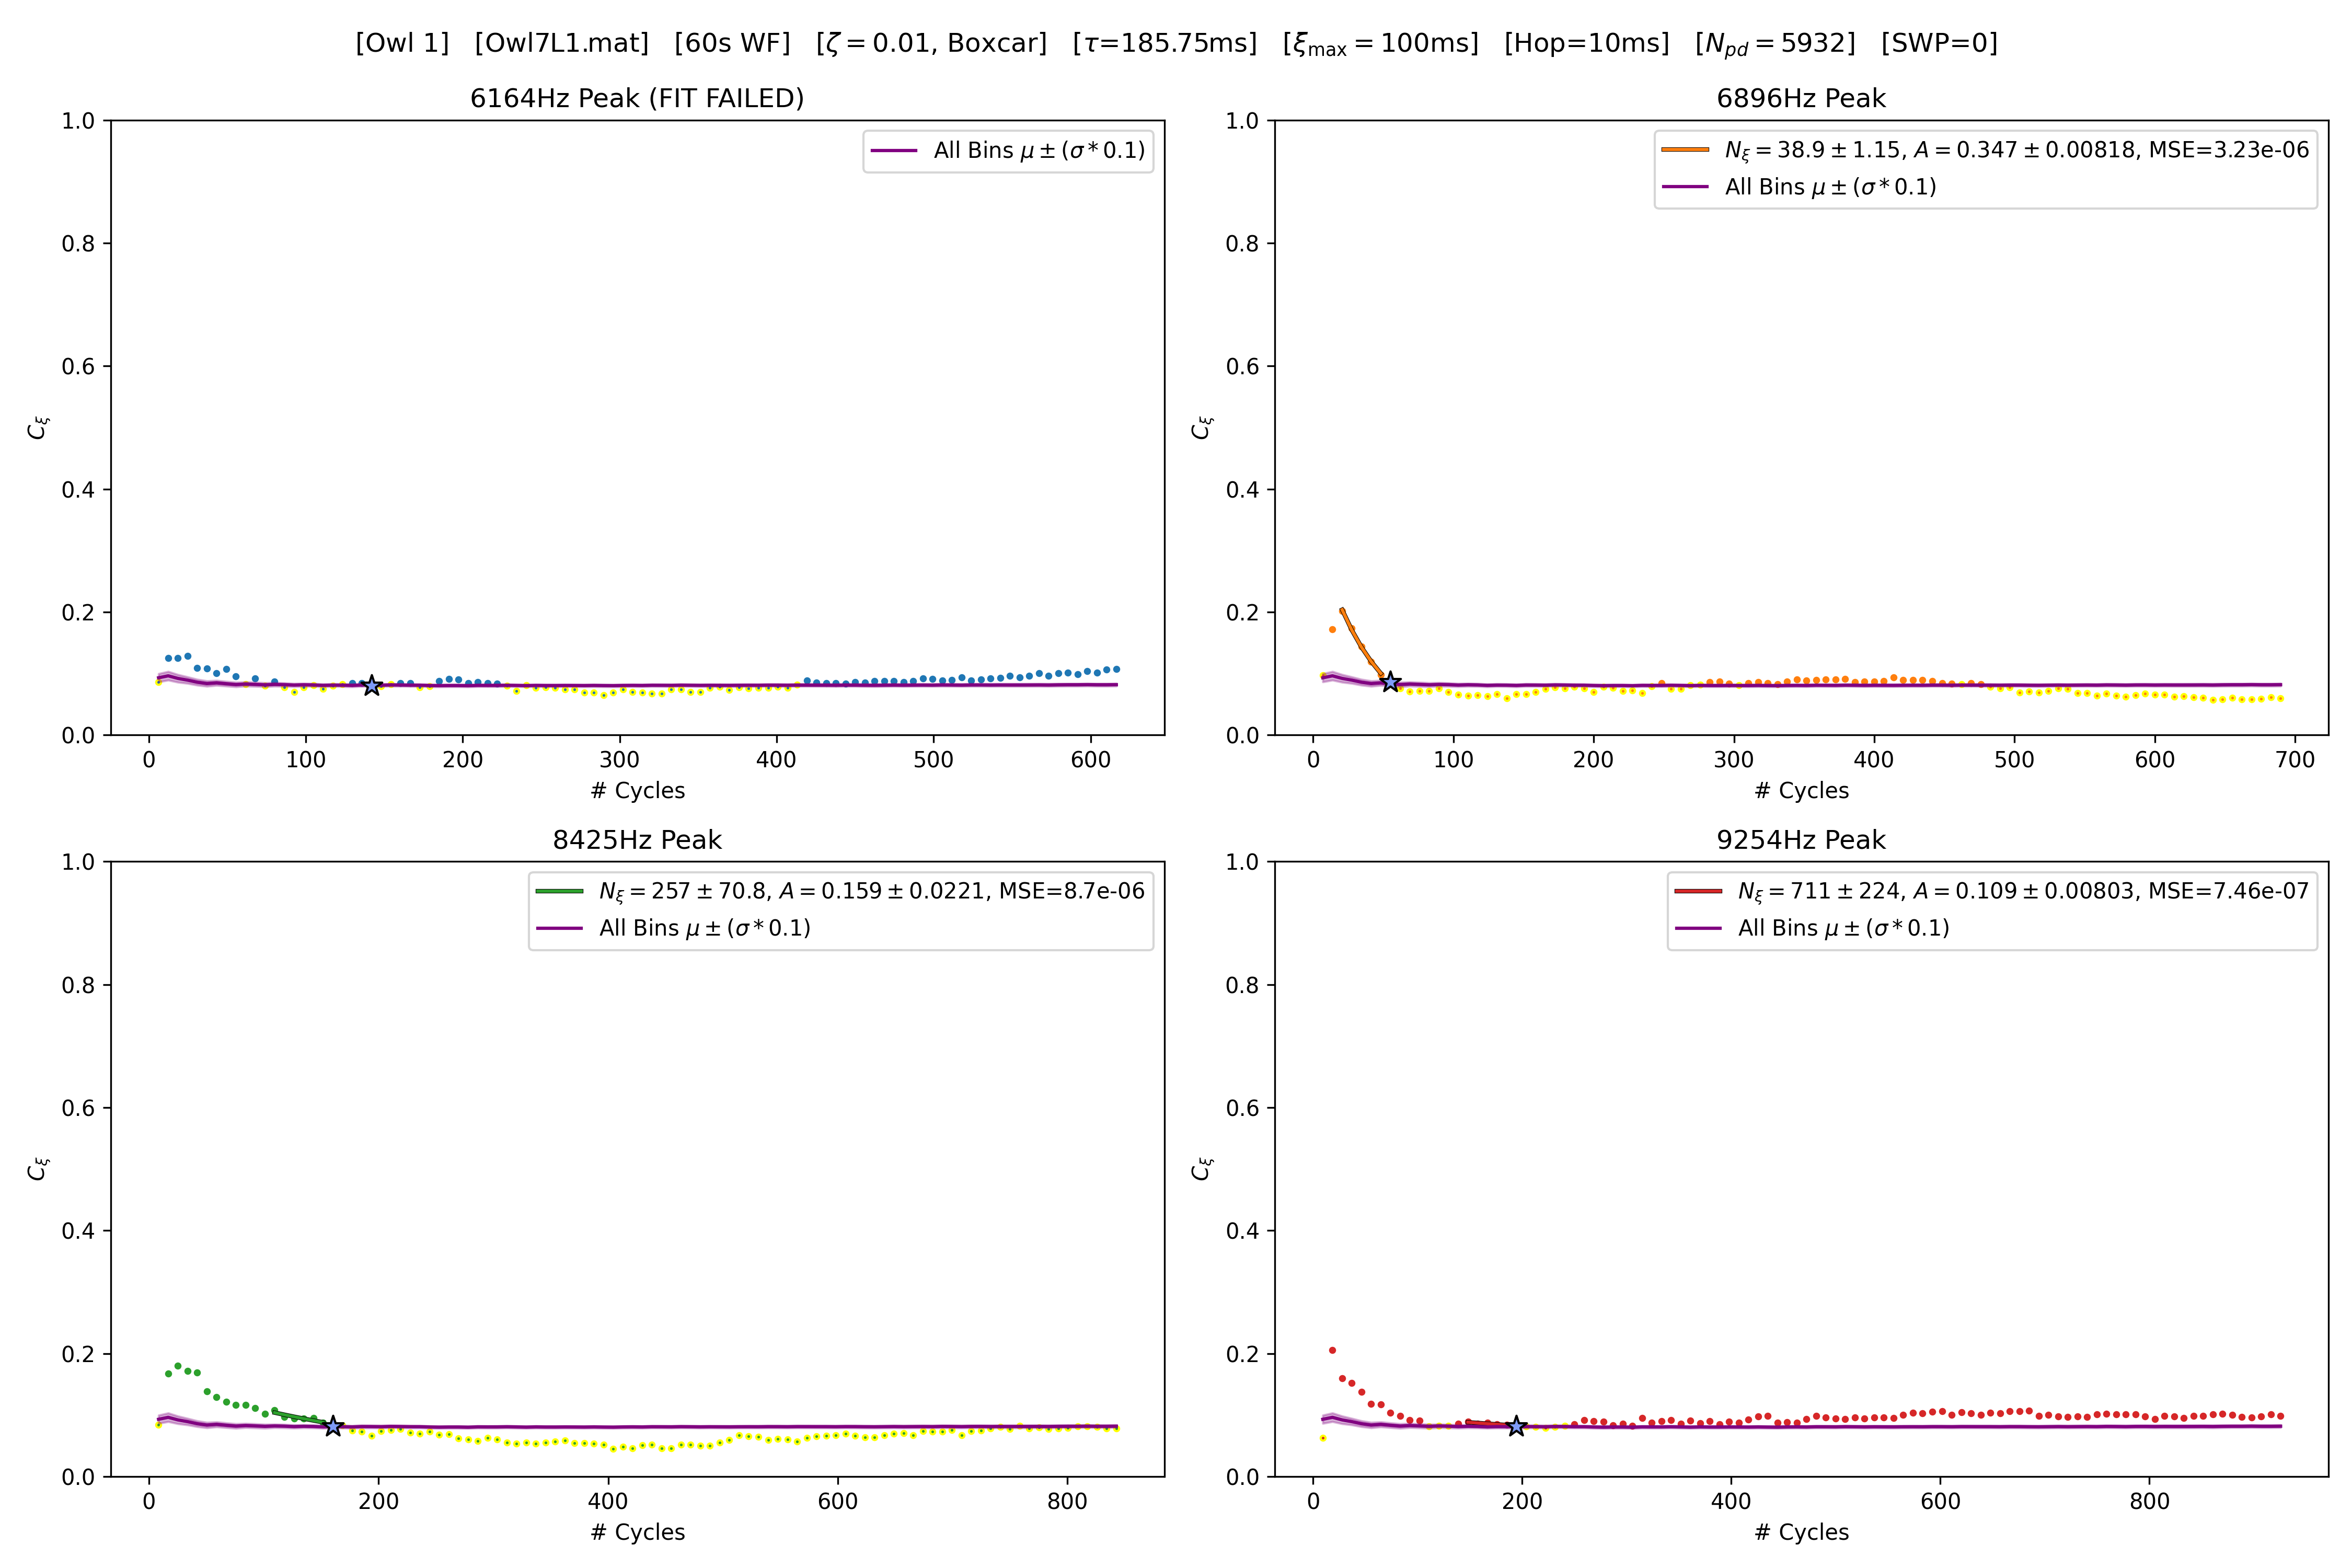 [Owl 1] [Owl7L1.mat] [60s WF] [ζ = 0.01, Boxcar] [τ=185.75ms] [ξmax = 100ms] [Hop=10ms] [Npd = 5932] [SWP=0]
6164Hz Peak (FIT FAILED)
1.0
0.8
0.6
0.4
0.2
0.0
Cξ
All Bins μ ± (σ * 0.1)
0 100 200 300 400 500 600
# Cycles
6896Hz Peak
1.0
0.8
0.6
0.4
0.2
0.0
Cξ
Nξ = 38.9 ± 1.15, A = 0.347 ± 0.00818, MSE=3.23e-06
All Bins μ ± (σ * 0.1)
0 100 200 300 400 500 600 700
# Cycles
8425Hz Peak
1.0
0.8
0.6
0.4
0.2
0.0
Cξ
Nξ = 257 ± 70.8, A = 0.159 ± 0.0221, MSE=8.7e-06
All Bins μ ± (σ * 0.1)
0 200 400 600 800
# Cycles
9254Hz Peak
1.0
0.8
0.6
0.4
0.2
0.0
Cξ
Nξ = 711 ± 224, A = 0.109 ± 0.00803, MSE=7.46e-07
All Bins μ ± (σ * 0.1)
0 200 400 600 800
# Cycles